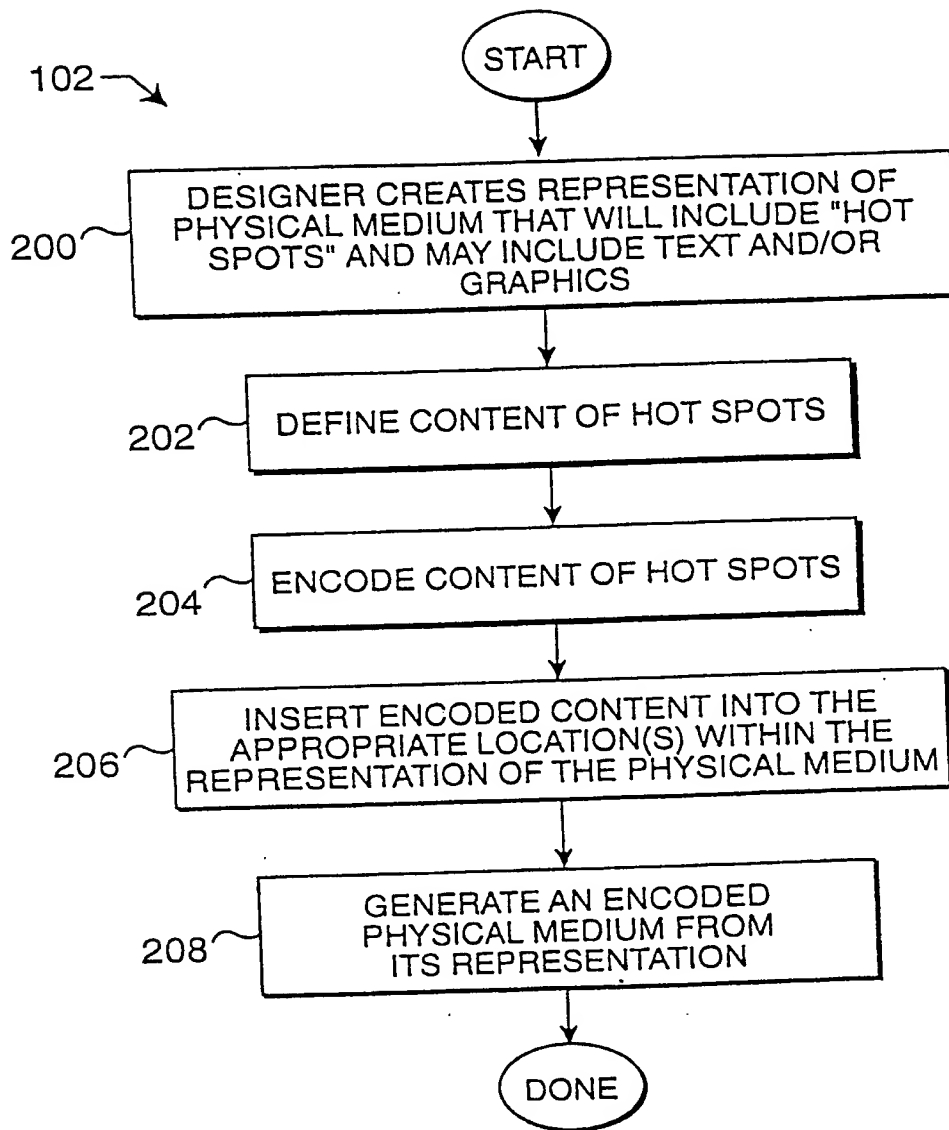 START
102
DESIGNER CREATES REPRESENTATION OF
PHYSICAL MEDIUM THAT WILL INCLUDE "HOT
SPOTS" AND MAY INCLUDE TEXT AND/OR
GRAPHICS
200
DEFINE CONTENT OF HOT SPOTS
202
ENCODE CONTENT OF HOT SPOTS
204
INSERT ENCODED CONTENT INTO THE
APPROPRIATE LOCATION(S) WITHIN THE
REPRESENTATION OF THE PHYSICAL MEDIUM
206
GENERATE AN ENCODED
PHYSICAL MEDIUM FROM
ITS REPRESENTATION
208
DONE